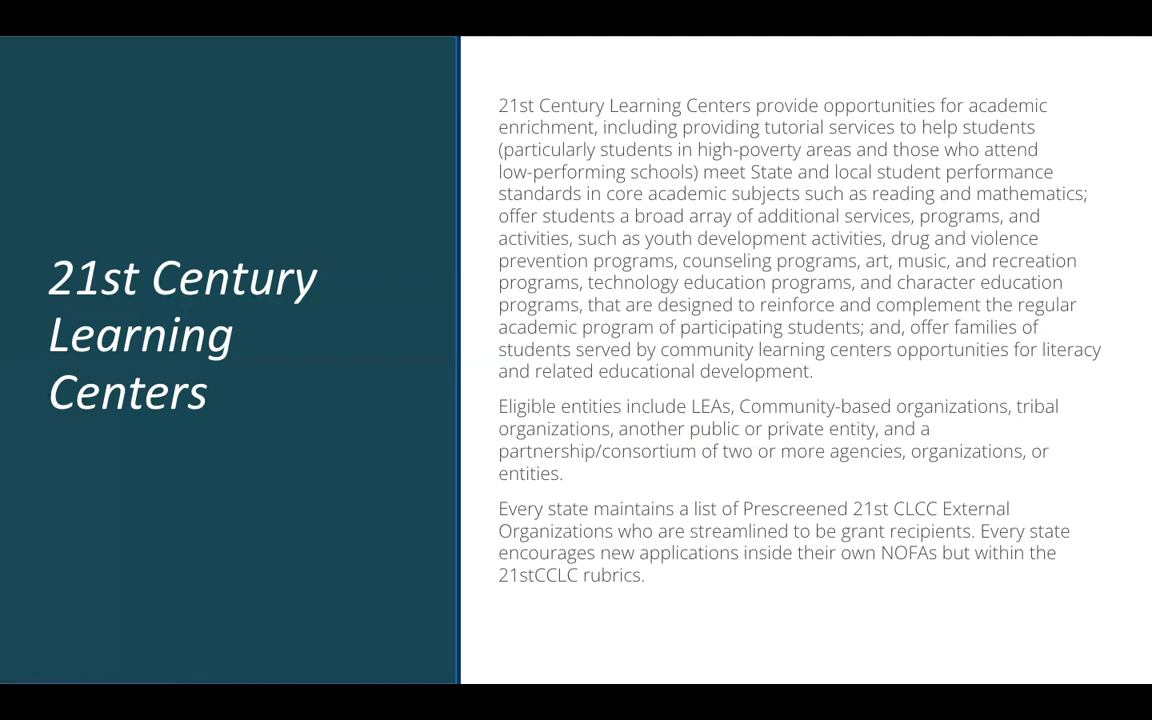 21st Century
Learning
Centers
21st Century Learning Centers provide opportunities for academic
enrichment, including providing tutorial services to help students
(particularly students in high-poverty areas and those who attend
low-performing schools) meet State and local student performance
standards in core academic subjects such as reading and mathematics;
offer students a broad array of additional services, programs, and
activities, such as youth development activities, drug and violence
prevention programs, counseling programs, art, music, and recreation
programs, technology education programs, and character education
programs, that are designed to reinforce and complement the regular
academic program of participating students; and, offer families of
students served by community learning centers opportunities for literacy
and related educational development.
Eligible entities include LEAs, Community-based organizations, tribal
organizations, another public or private entity, and a
partnership/consortium of two or more agencies, organizations, or
entities.
Every state maintains a list of Prescreened 21st CLCC External
Organizations who are streamlined to be grant recipients. Every state
encourages new applications inside their own NOFAs but within the
21stCCLC rubrics.